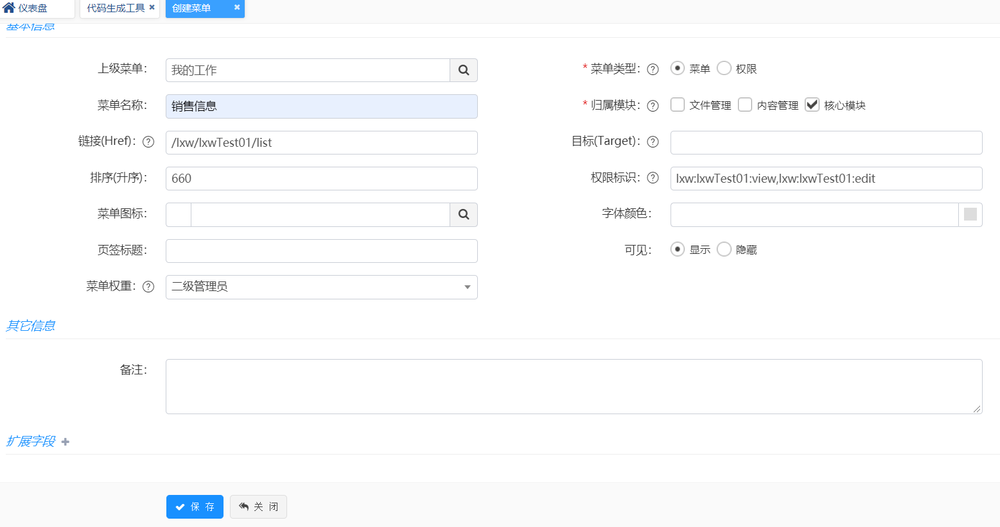 仪表盘 代码生成工具 创建菜单
基本信息
上级菜单： 我的工作 * 菜单类型： 菜单 权限
菜单名称： 销售信息 * 归属模块： 文件管理 内容管理 核心模块
链接(Href)： /lxw/lxwTest01/list 目标(Target)：
排序(升序)： 660 权限标识： lxw:lxwTest01:view,lxw:lxwTest01:edit
菜单图标： 字体颜色：
页签标题： 可见： 显示 隐藏
菜单权重： 二级管理员
其它信息
备注：
扩展字段
保 存 关 闭